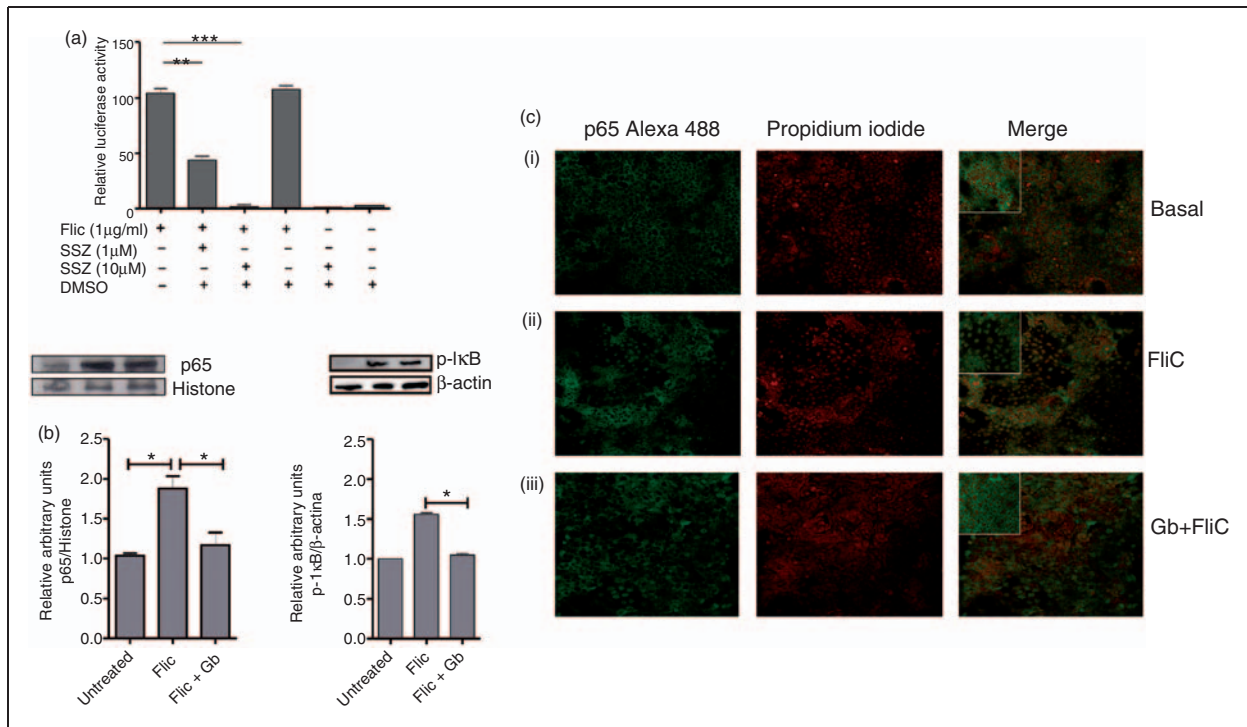 (a)
150
100
50
0
Relative luciferase activity
***
**
Flic (1μg/ml) + + + + - -
SSZ (1μM) - + - - - -
SSZ (10μM) - - + - + -
DMSO - + + + + +
p65
Histone
p-IκB
β-actin
(b)
Relative arbitrary units
p65/Histone
2.5
2.0
1.5
1.0
0.5
0.0
* *
Untreated
Flic
Flic + Gb
Relative arbitrary units
p-1κB/β-actina
2.5
2.0
1.5
1.0
0.5
0.0
*
Untreated
Flic
Flic + Gb
(c)
p65 Alexa 488 Propidium iodide Merge
(i)
Basal
(ii)
FliC
(iii)
Gb+FliC